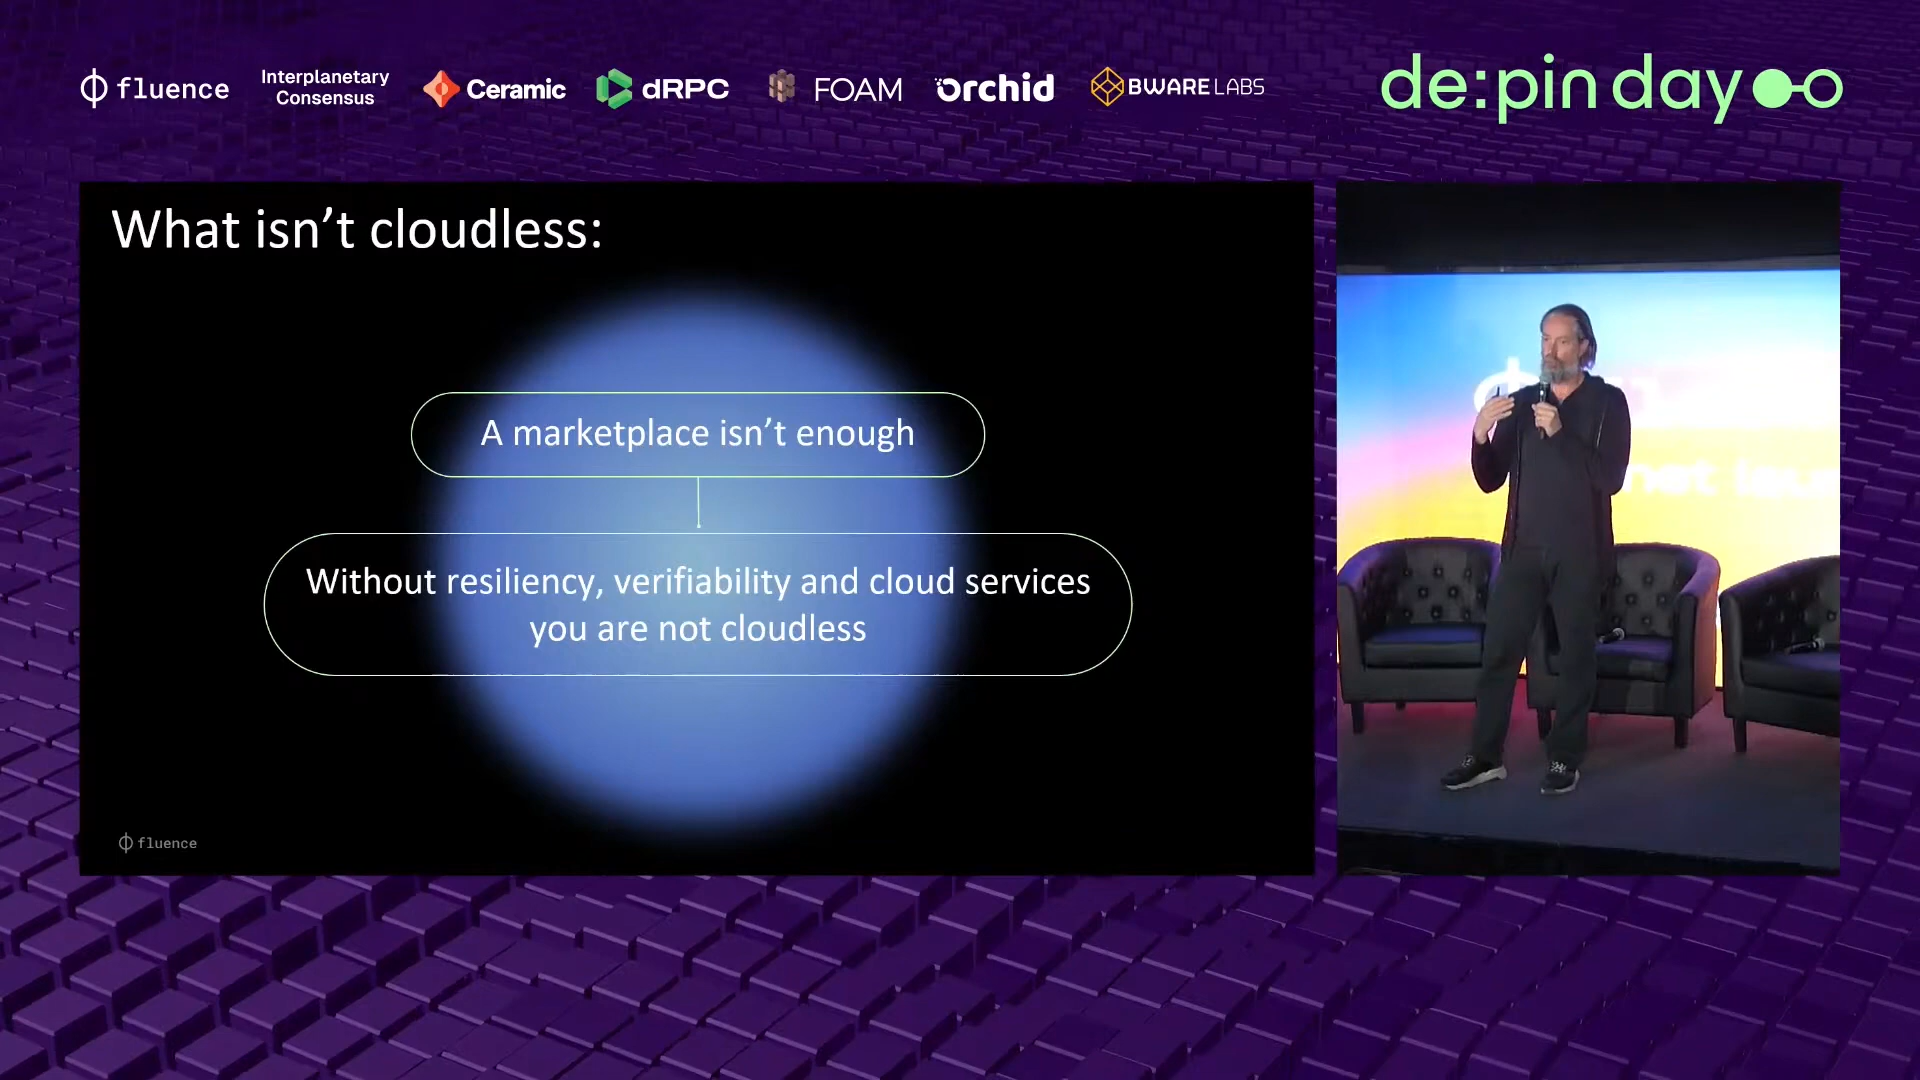 fluence
Interplanetary
Consensus
Ceramic
dRPC
FOAM
orchid
BWARE LABS
de:pin day
What isn’t cloudless:
A marketplace isn’t enough
Without resiliency, verifiability and cloud services
you are not cloudless
fluence